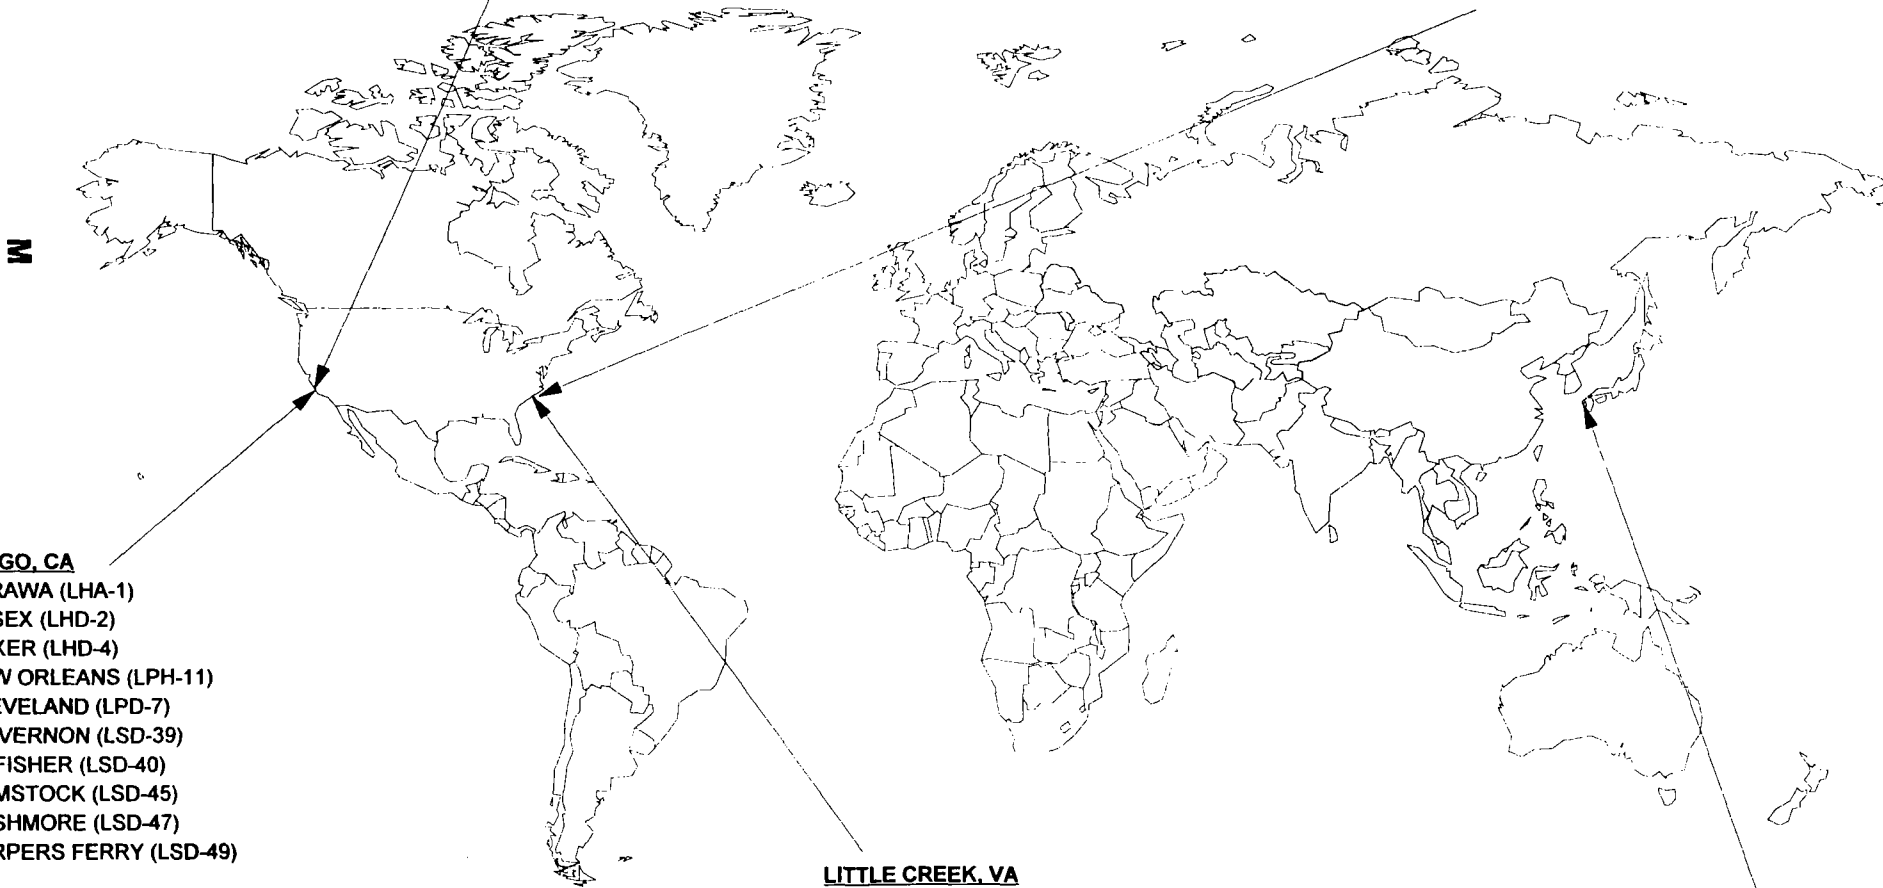 M
GO, CA
RAWA (LHA-1)
SEX (LHD-2)
XER (LHD-4)
W ORLEANS (LPH-11)
EVELAND (LPD-7)
VERNON (LSD-39)
FISHER (LSD-40)
MSTOCK (LSD-45)
SHMORE (LSD-47)
RPERS FERRY (LSD-49)
LITTLE CREEK, VA